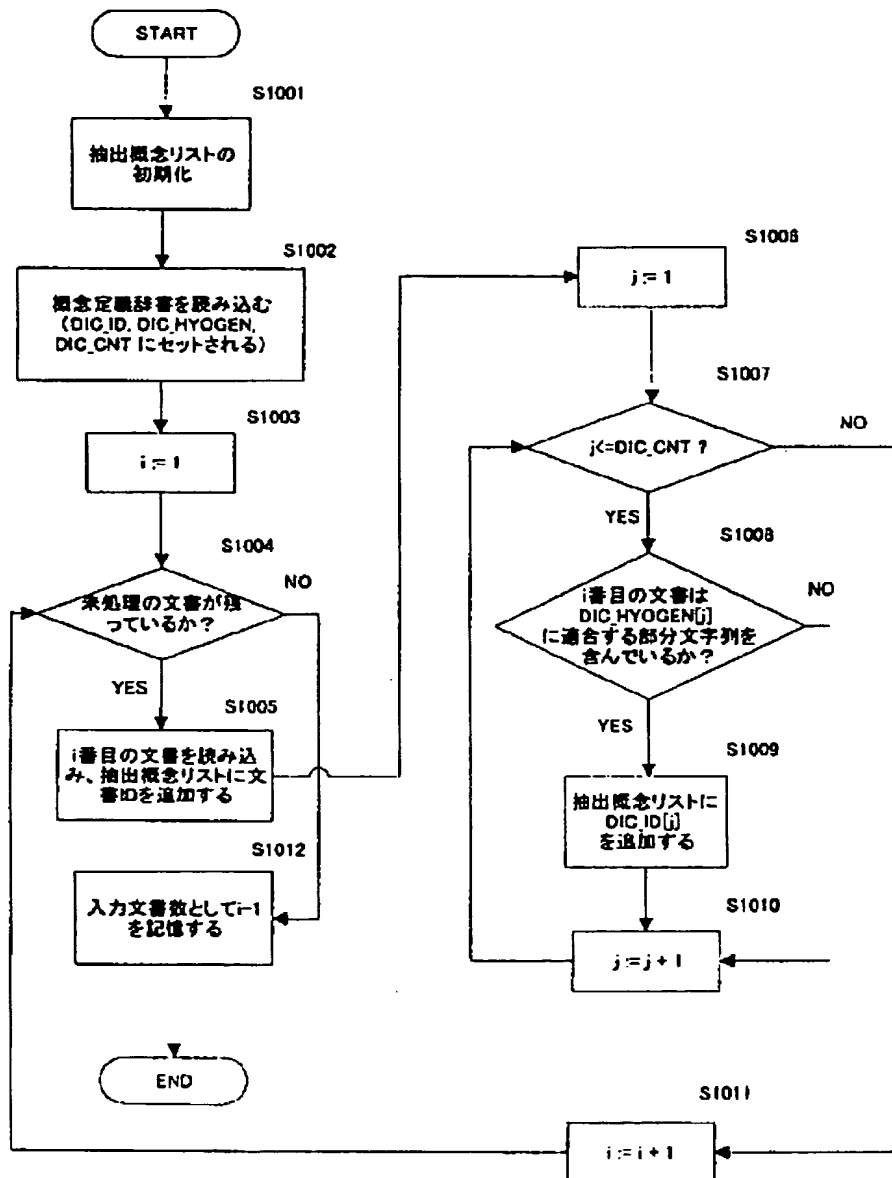 START
S1001
抽出概念リストの
初期化
S1002
概念定義辞書を読み込む
(DIC_ID, DIC_HYOGEN,
DIC_CNT にセットされる)
S1003
i := 1
S1004
未処理の文書が残
っているか?
NO
YES
S1005
i番目の文書を読み込
み、抽出概念リストに文
書IDを追加する
S1012
入力文書数としてi-1
を記憶する
END
S1006
j := 1
S1007
j<=DIC_CNT ?
NO
YES
S1008
i番目の文書は
DIC_HYOGEN[j]
に適合する部分文字列を
含んでいるか?
NO
YES
S1009
抽出概念リストに
DIC_ID[j]
を追加する
S1010
j := j + 1
S1011
i := i + 1